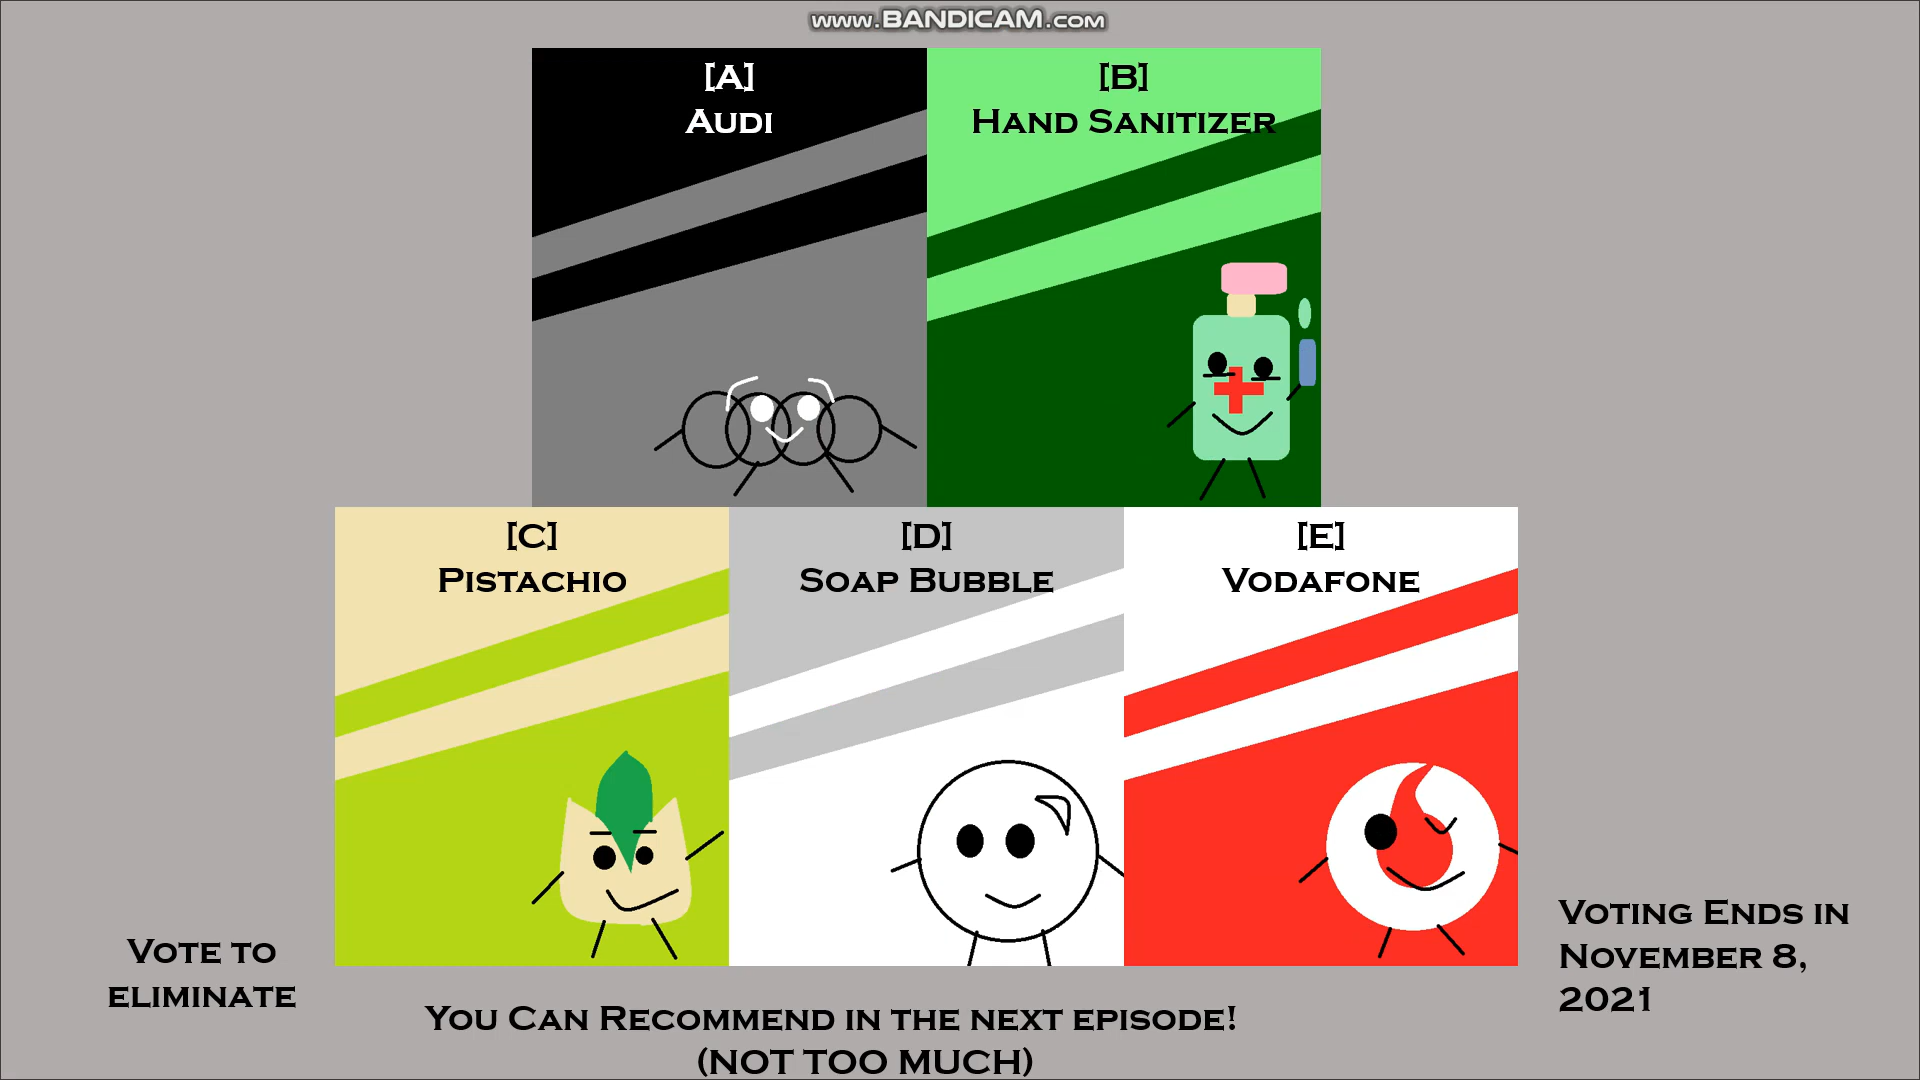 www.BANDICAM.com
[A]
Audi
[B]
Hand Sanitizer
[C]
Pistachio
[D]
Soap Bubble
[E]
Vodafone
Vote to
eliminate
You Can Recommend in the next episode!
(NOT TOO MUCH)
Voting Ends in
November 8,
2021